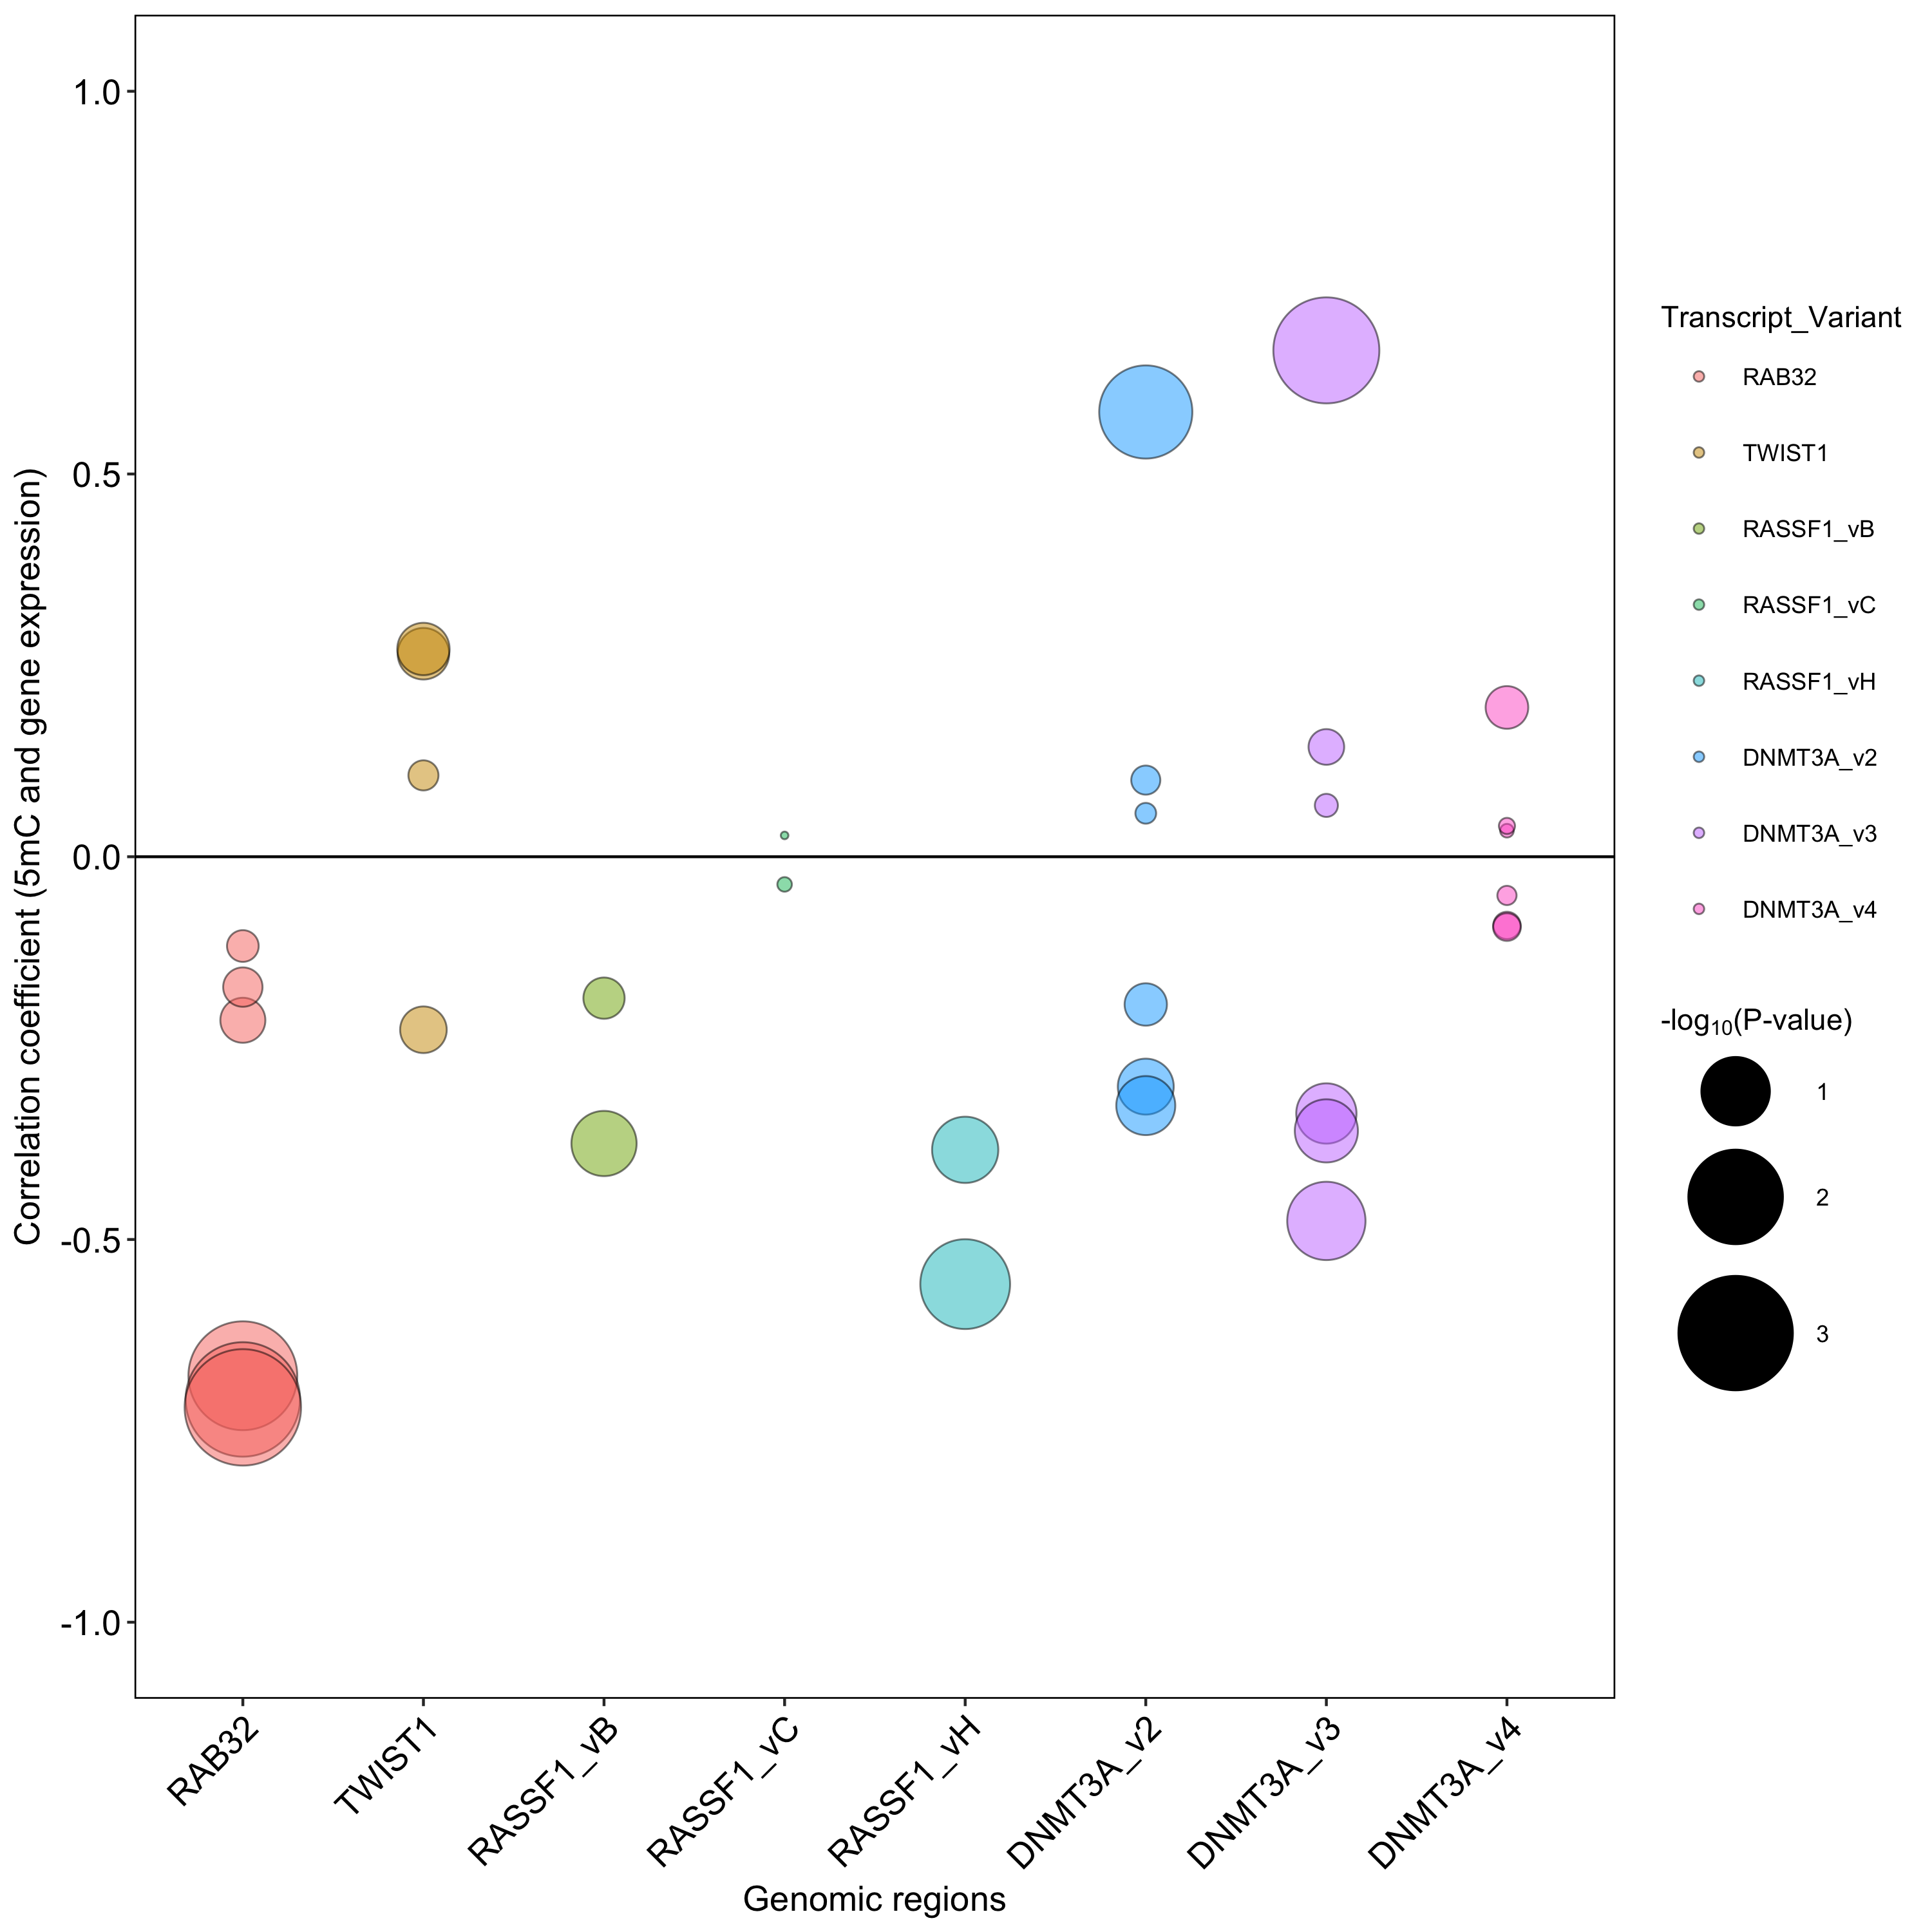 Correlation coefficient (5mC and gene expression)
1.0
0.5
0.0
-0.5
-1.0
RAB32
TWIST1
RASSF1_vB
RASSF1_vC
RASSF1_vH
DNMT3A_v2
DNMT3A_v3
DNMT3A_v4
Genomic regions
Transcript_Variant
RAB32
TWIST1
RASSF1_vB
RASSF1_vC
RASSF1_vH
DNMT3A_v2
DNMT3A_v3
DNMT3A_v4
-log₁₀(P-value)
1
2
3